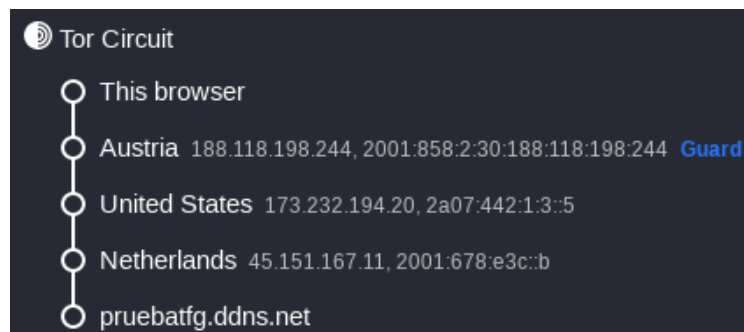 Tor Circuit
This browser
Austria 188.118.198.244, 2001:858:2:30:188:118:198:244 Guard
United States 173.232.194.20, 2a07:442:1:3::5
Netherlands 45.151.167.11, 2001:678:e3c::b
pruebatfg.ddns.net